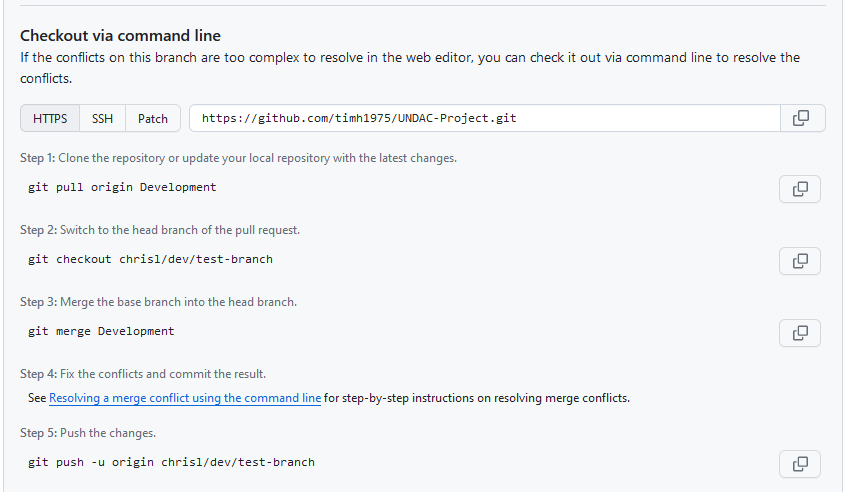 Checkout via command line
If the conflicts on this branch are too complex to resolve in the web editor, you can check it out via command line to resolve the
conflicts.
HTTPS SSH Patch https://github.com/timh1975/UNDAC-Project.git
Step 1: Clone the repository or update your local repository with the latest changes.
git pull origin Development
Step 2: Switch to the head branch of the pull request.
git checkout chrisl/dev/test-branch
Step 3: Merge the base branch into the head branch.
git merge Development
Step 4: Fix the conflicts and commit the result.
See Resolving a merge conflict using the command line for step-by-step instructions on resolving merge conflicts.
Step 5: Push the changes.
git push -u origin chrisl/dev/test-branch